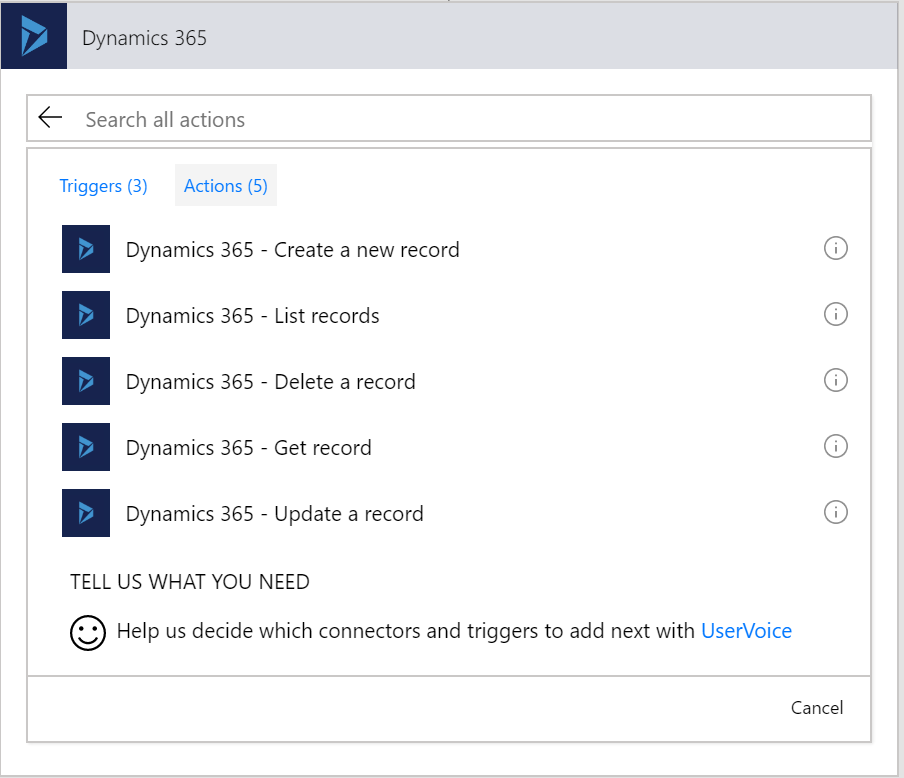 Dynamics 365
Search all actions
Triggers (3) Actions (5)
Dynamics 365 - Create a new record
Dynamics 365 - List records
Dynamics 365 - Delete a record
Dynamics 365 - Get record
Dynamics 365 - Update a record
TELL US WHAT YOU NEED
Help us decide which connectors and triggers to add next with UserVoice
Cancel